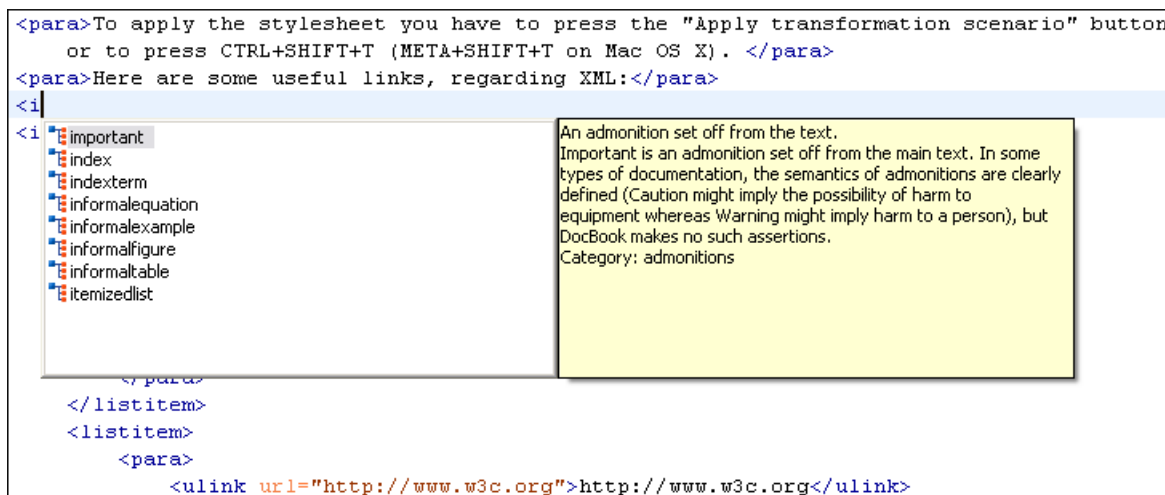 <para>To apply the stylesheet you have to press the "Apply transformation scenario" button
or to press CTRL+SHIFT+T (META+SHIFT+T on Mac OS X). </para>
<para>Here are some useful links, regarding XML:</para>
<i
<i
important
index
indexterm
informalequation
informalexample
informalfigure
informaltable
itemizedlist
An admonition set off from the text.
Important is an admonition set off from the main text. In some
types of documentation, the semantics of admonitions are clearly
defined (Caution might imply the possibility of harm to
equipment whereas Warning might imply harm to a person), but
DocBook makes no such assertions.
Category: admonitions
</para>
</listitem>
<listitem>
<para>
<ulink url="http://www.w3c.org">http://www.w3c.org</ulink>